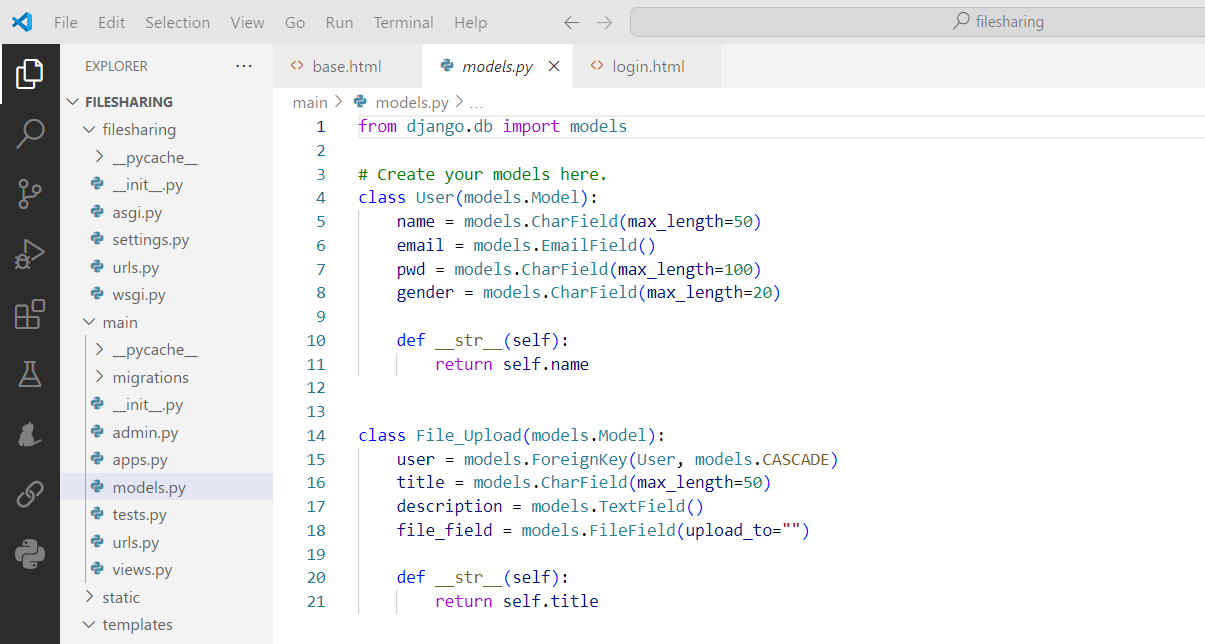 File Edit Selection View Go Run Terminal Help filesharing
EXPLORER ...
base.html models.py login.html
FILESHARING
filesharing
__pycache__
__init__.py
asgi.py
settings.py
urls.py
wsgi.py
main
__pycache__
migrations
__init__.py
admin.py
apps.py
models.py
tests.py
urls.py
views.py
static
templates
main > models.py > ...
1 from django.db import models
2
3 # Create your models here.
4 class User(models.Model):
5 name = models.CharField(max_length=50)
6 email = models.EmailField()
7 pwd = models.CharField(max_length=100)
8 gender = models.CharField(max_length=20)
9
10 def __str__(self):
11 return self.name
12
13
14 class File_Upload(models.Model):
15 user = models.ForeignKey(User, models.CASCADE)
16 title = models.CharField(max_length=50)
17 description = models.TextField()
18 file_field = models.FileField(upload_to="")
19
20 def __str__(self):
21 return self.title